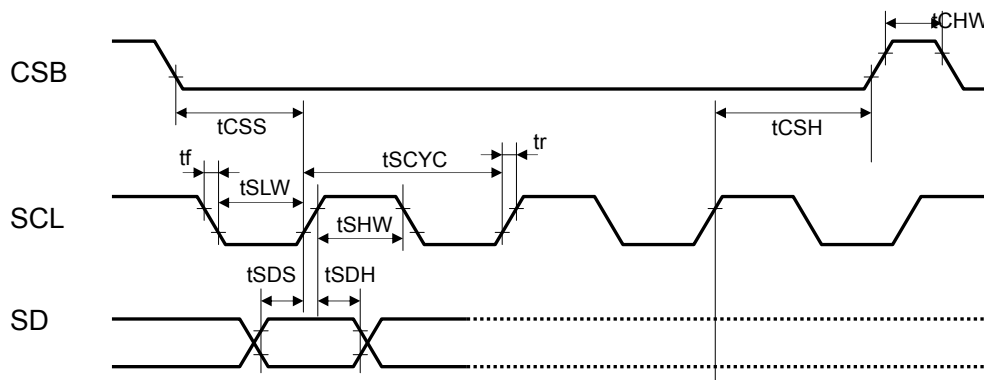 tCHW
CSB
tCSS
tCSH
tf
tSCYC
tr
tSLW
SCL
tSHW
tSDS
tSDH
SD